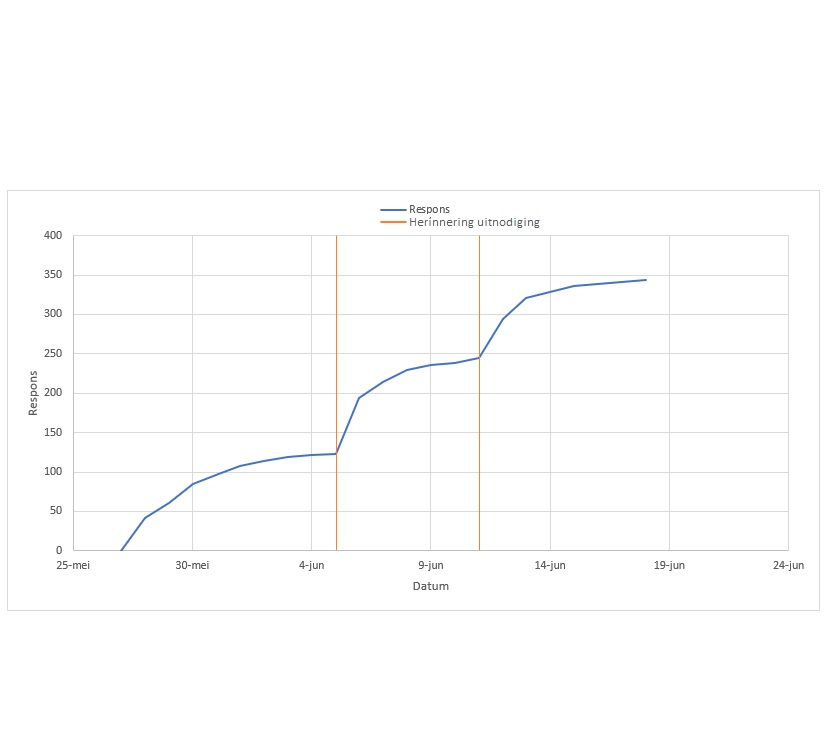 Respons
Herínnering uitnodiging
400
350
300
250
200
150
100
50
0
Respons
25-mei 30-mei 4-jun 9-jun 14-jun 19-jun 24-jun
Datum